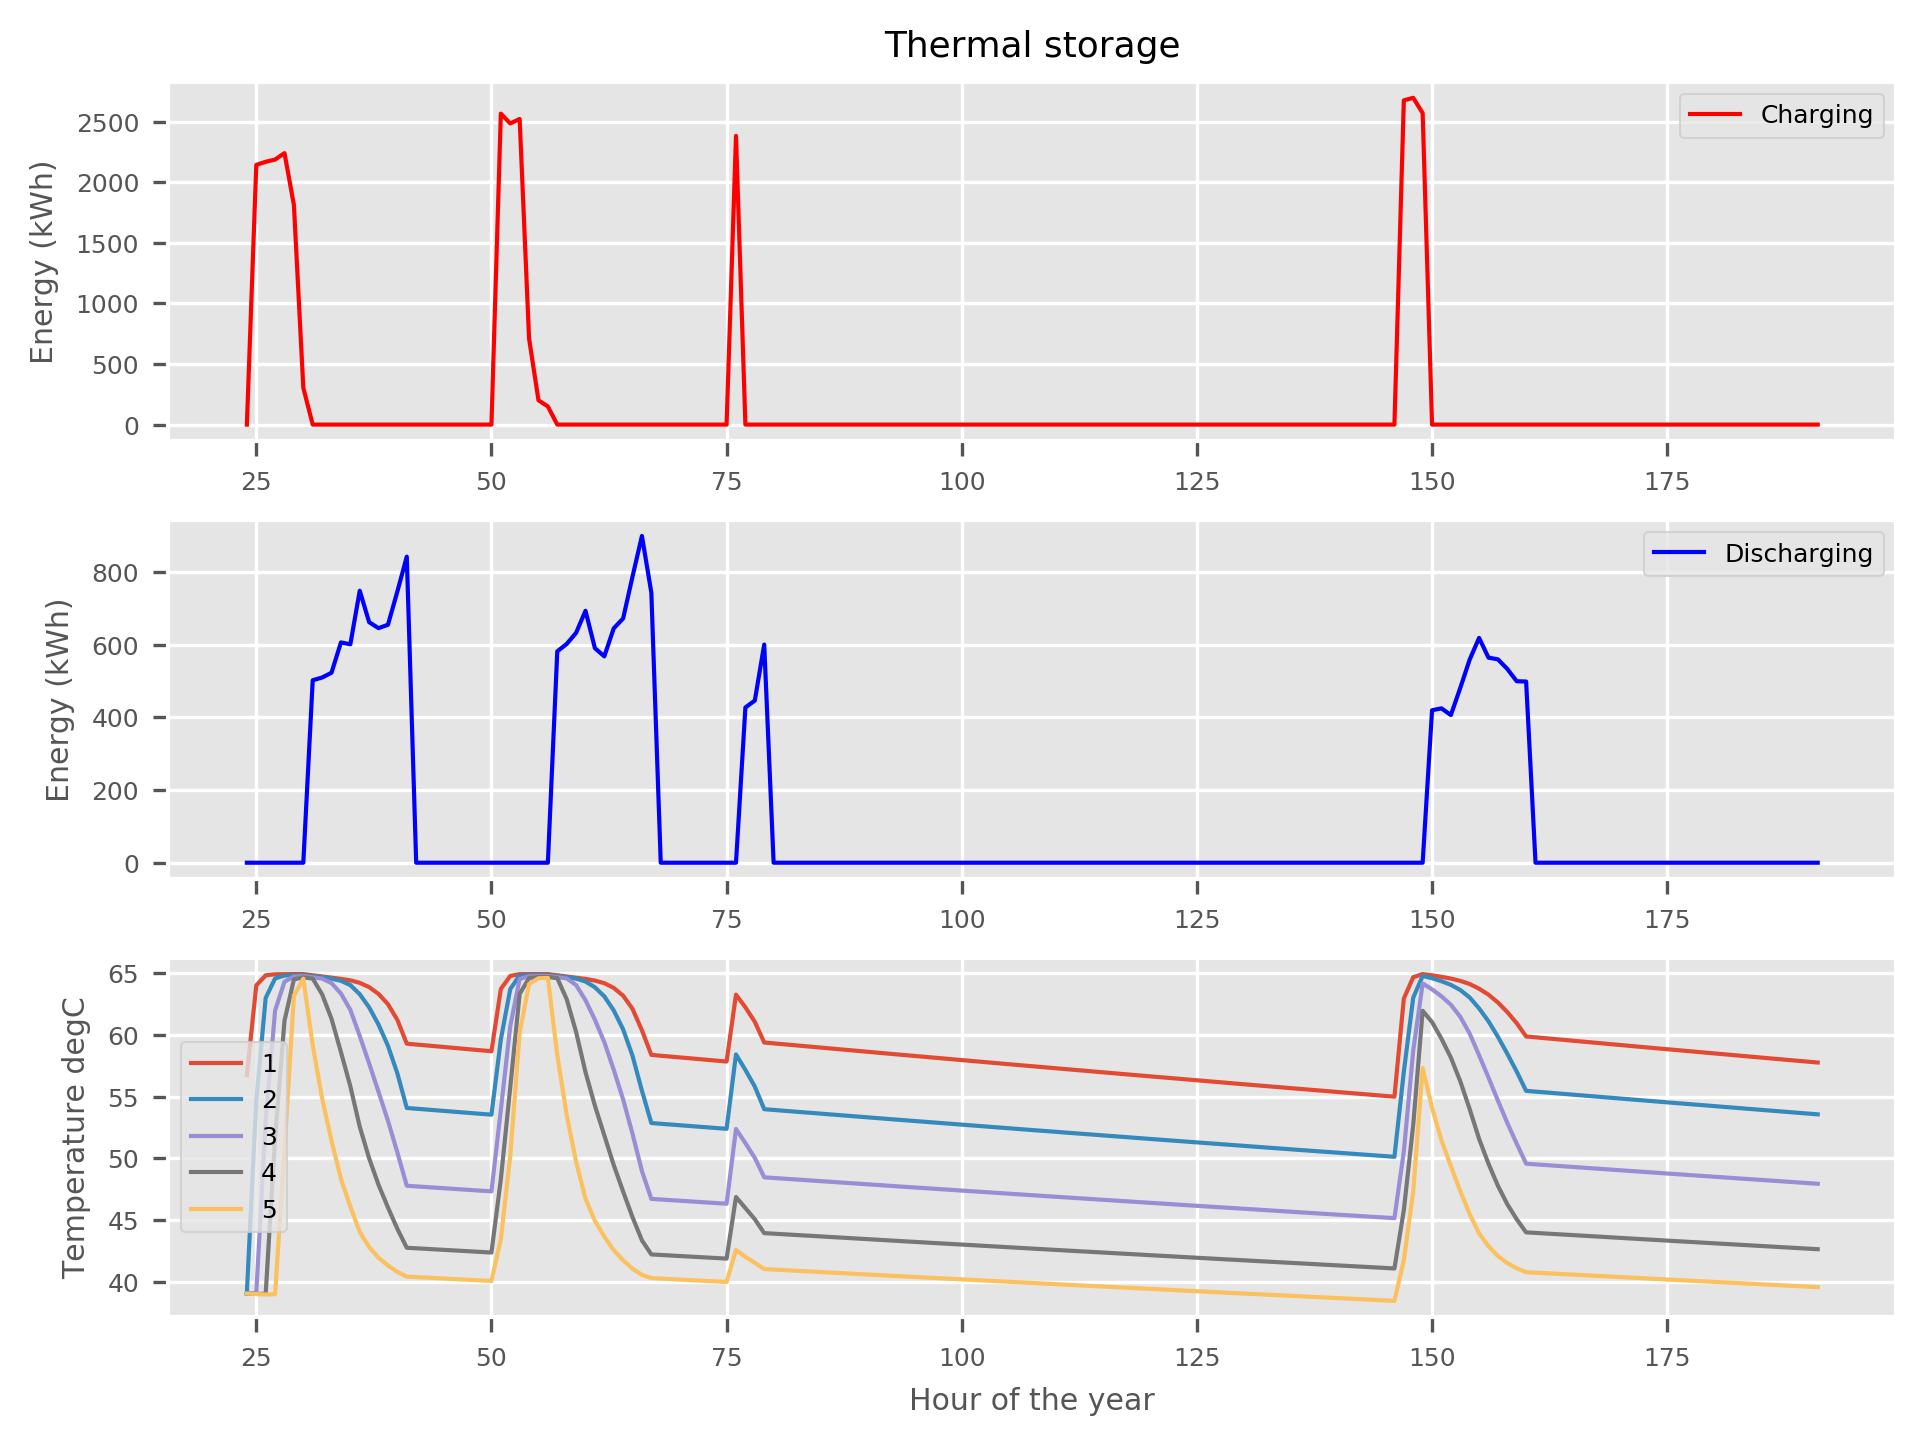 Thermal storage
Energy (kWh)
2500
2000
1500
1000
500
0
Charging
25 50 75 100 125 150 175
Energy (kWh)
800
600
400
200
0
Discharging
25 50 75 100 125 150 175
Temperature degC
65
60
55
50
45
40
1
2
3
4
5
25 50 75 100 125 150 175
Hour of the year